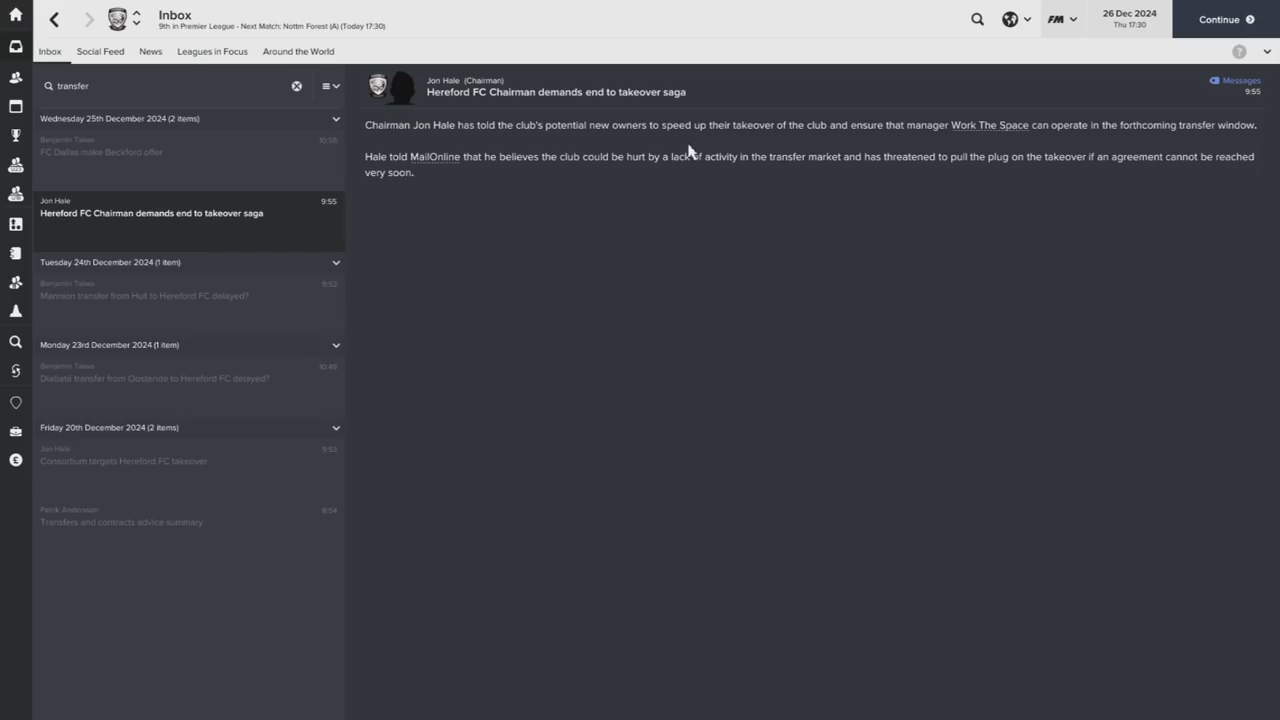 Inbox
9th in Premier League - Next Match: Nottm Forest (A) (Today 17:30)
FM
26 Dec 2024
Thu 17:30
Continue
Inbox
Social Feed
News
Leagues in Focus
Around the World
?
transfer
Wednesday 25th December 2024 (2 items)
Benjamin Talwe
10:55
FC Dallas make Beckford offer
Jon Hale
9:55
Hereford FC Chairman demands end to takeover saga
Tuesday 24th December 2024 (1 item)
Benjamin Talwe
9:52
Mannion transfer from Hull to Hereford FC delayed?
Monday 23rd December 2024 (1 item)
Benjamin Talwe
10:49
Diabaté transfer from Oostende to Hereford FC delayed?
Friday 20th December 2024 (2 items)
Jon Hale
9:53
Consortium targets Hereford FC takeover
Patrik Andersson
8:54
Transfers and contracts advice summary
Jon Hale (Chairman)
Hereford FC Chairman demands end to takeover saga
Messages
9:55
Chairman Jon Hale has told the club's potential new owners to speed up their takeover of the club and ensure that manager Work The Space can operate in the forthcoming transfer window.
Hale told MailOnline that he believes the club could be hurt by a lack of activity in the transfer market and has threatened to pull the plug on the takeover if an agreement cannot be reached
very soon.